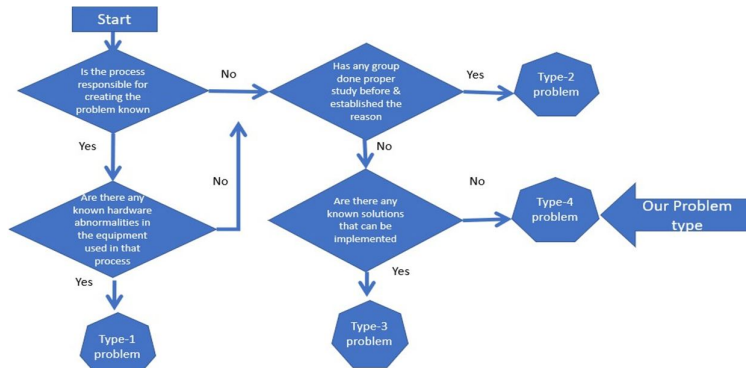 Start
Is the process
responsible for
creating the
problem known
No
Has any group
done proper
study before &
established the
reason
Yes
Type-2
problem
Yes
No
Are there any
known hardware
abnormalities in
the equipment
used in that
process
No
Are there any
known solutions
that can be
implemented
No
Type-4
problem
Our Problem
type
Yes
Yes
Type-1
problem
Type-3
problem